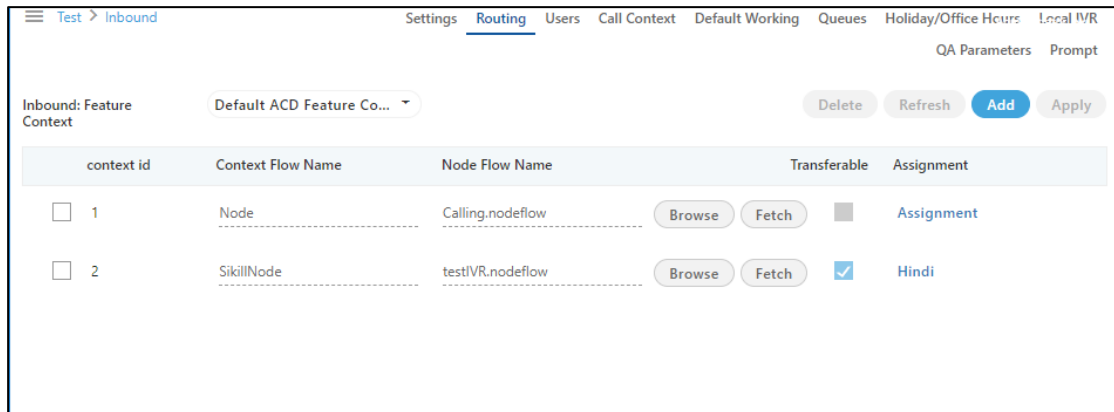 Test > Inbound
Settings Routing Users Call Context Default Working Queues Holiday/Office Hours Local IVR
QA Parameters Prompt
Inbound: Feature Context
Default ACD Feature Co...
Delete Refresh Add Apply
context id Context Flow Name Node Flow Name Transferable Assignment
1 Node Calling.nodeflow Browse Fetch Assignment
2 SikillNode testIVR.nodeflow Browse Fetch Hindi